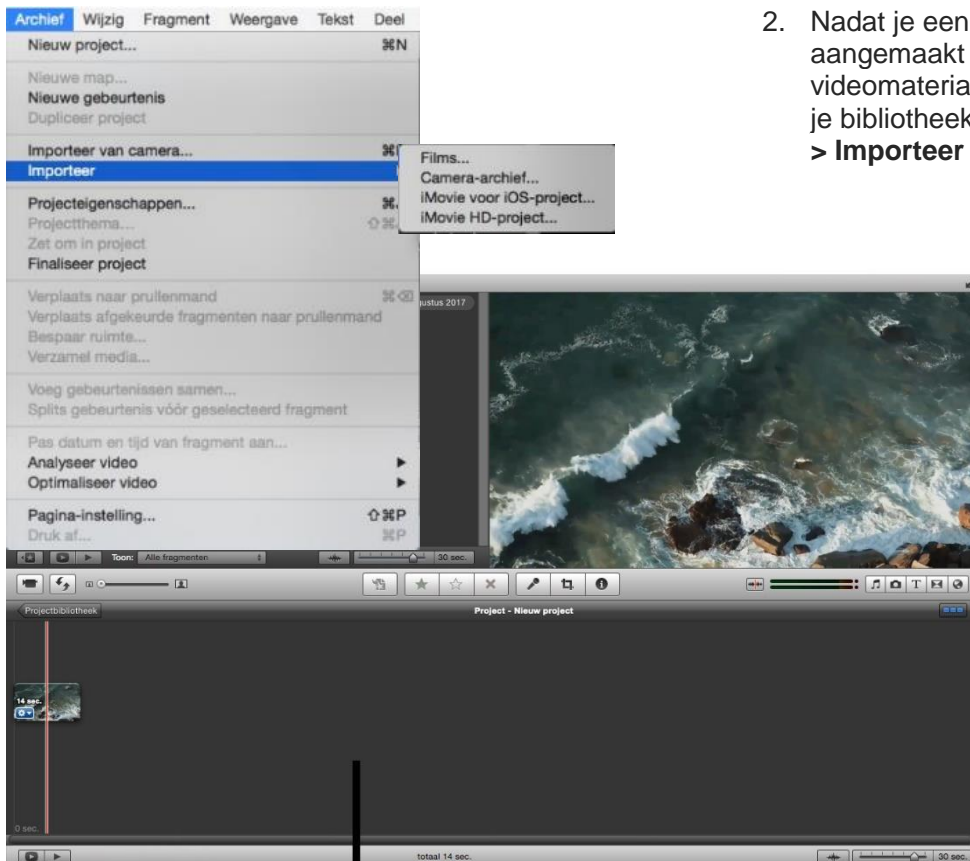 Archief Wijzig Fragment Weergave Tekst Deel
Nieuw project... ⌘N
Nieuwe map...
Nieuwe gebeurtenis
Dupliceer project
Importeer van camera... ⌘
Importeer
Films...
Camera-archief...
iMovie voor iOS-project...
iMovie HD-project...
Projecteigenschappen... ⌘
Projectthema... ⇧⌘
Zet om in project
Finaliseer project
Verplaats naar prullenmand ⌘⌫
Verplaats afgekeurde fragmenten naar prullenmand
Bespaar ruimte...
Verzamel media...
Voeg gebeurtenissen samen...
Splits gebeurtenis vóór geselecteerd fragment
Pas datum en tijd van fragment aan...
Analyseer video ▶
Optimaliseer video ▶
Pagina-instelling... ⇧⌘P
Druk af... ⌘P
2. Nadat je een
aangemaakt
videomateria
je bibliotheek
> Importeer
ustus 2017
Toon: Alle fragmenten 30 sec.
T
Projectbibliotheek Project - Nieuw project
14 sec.
0 sec.
totaal 14 sec. 30 sec.